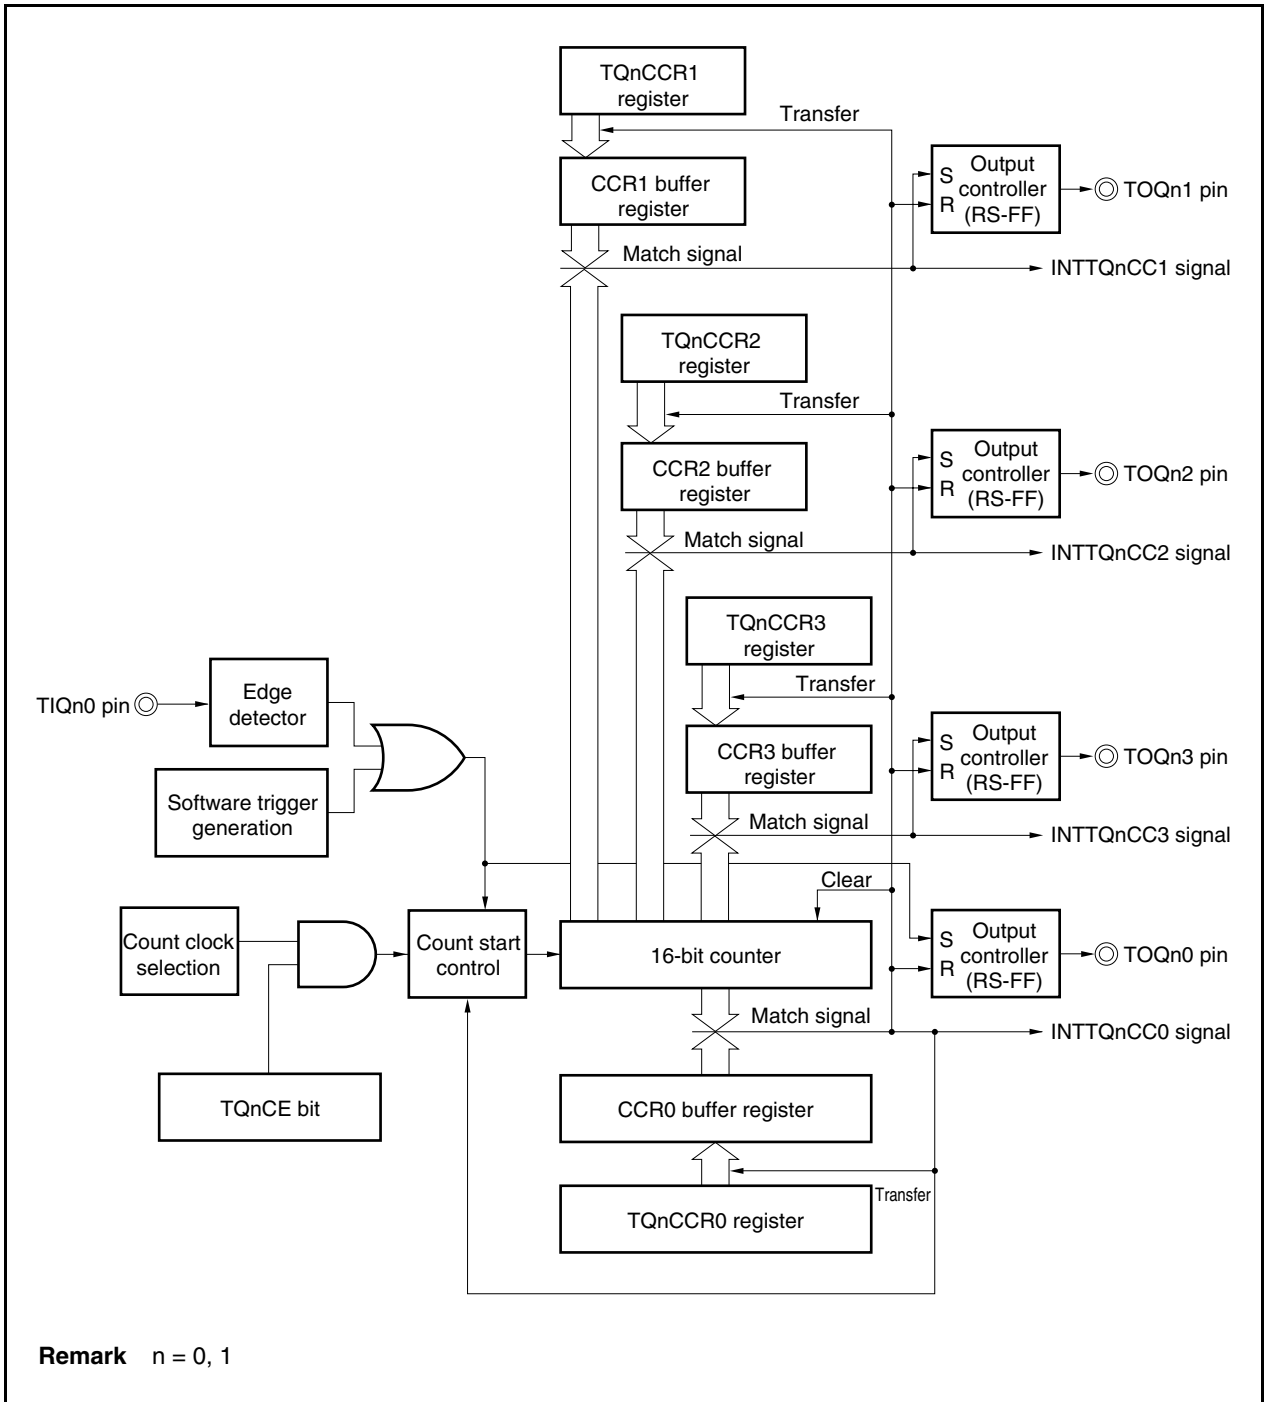 TQnCCR1
register
Transfer
CCR1 buffer
register
S
R
Output
controller
(RS-FF)
TOQn1 pin
Match signal
INTTQnCC1 signal
TQnCCR2
register
Transfer
CCR2 buffer
register
S
R
Output
controller
(RS-FF)
TOQn2 pin
Match signal
INTTQnCC2 signal
TQnCCR3
register
Transfer
TIQn0 pin
Edge
detector
CCR3 buffer
register
S
R
Output
controller
(RS-FF)
TOQn3 pin
Software trigger
generation
Match signal
INTTQnCC3 signal
Clear
Count clock
selection
Count start
control
16-bit counter
S
R
Output
controller
(RS-FF)
TOQn0 pin
Match signal
INTTQnCC0 signal
TQnCE bit
CCR0 buffer register
Transfer
TQnCCR0 register
Remark n = 0, 1